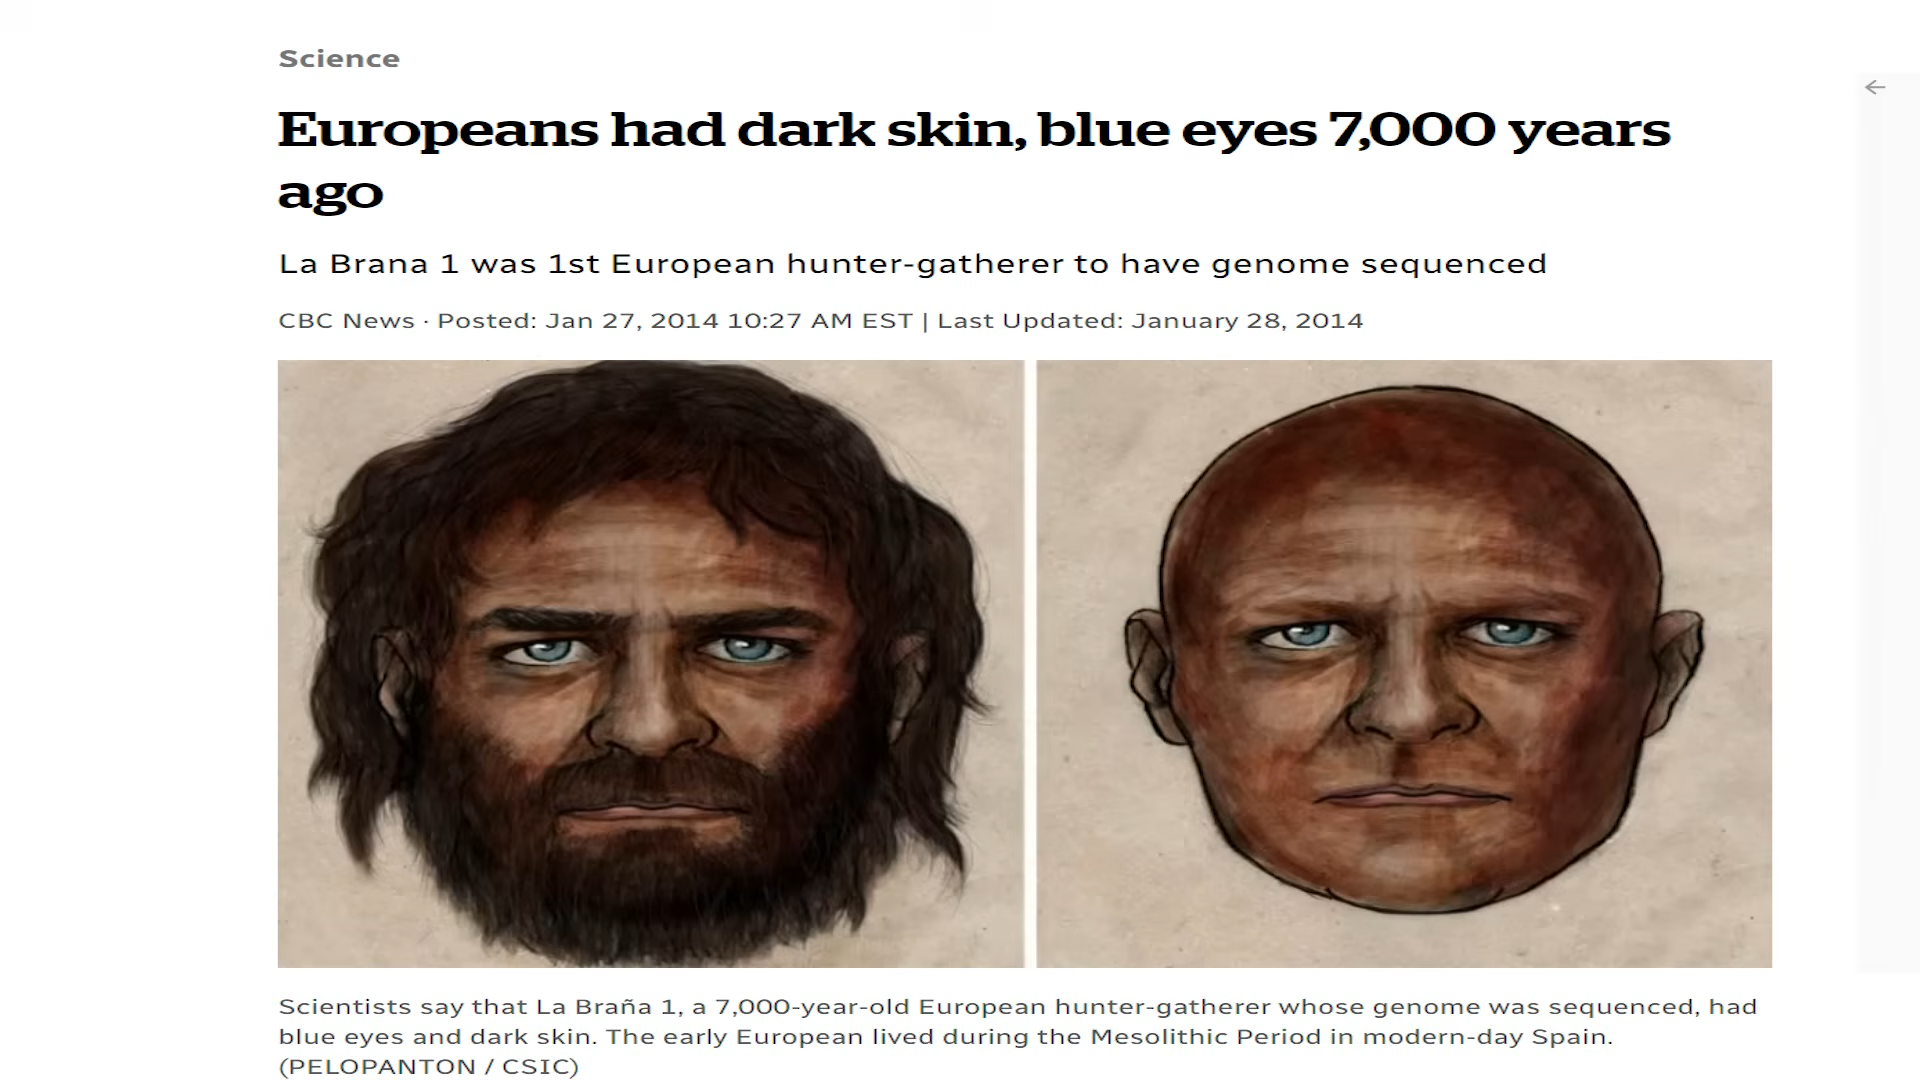 Science
Europeans had dark skin, blue eyes 7,000 years
ago
La Brana 1 was 1st European hunter-gatherer to have genome sequenced
CBC News · Posted: Jan 27, 2014 10:27 AM EST | Last Updated: January 28, 2014
Scientists say that La Braña 1, a 7,000-year-old European hunter-gatherer whose genome was sequenced, had
blue eyes and dark skin. The early European lived during the Mesolithic Period in modern-day Spain.
(PELOPANTON / CSIC)